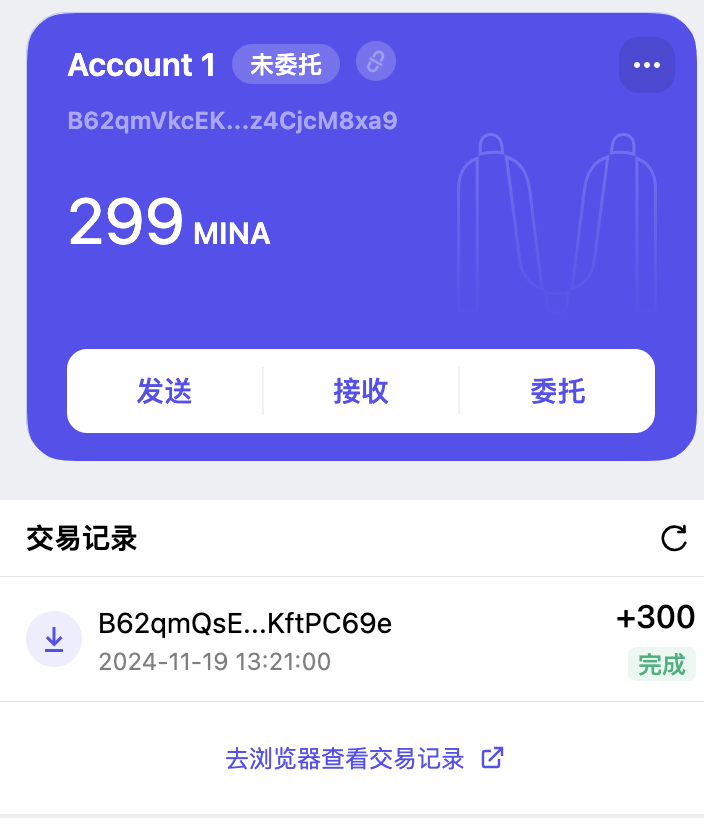 Account 1 未委托
B62qmVkcEK...z4CjcM8xa9
299 MINA
发送 接收 委托
交易记录
B62qmQsE...KftPC69e +300
2024-11-19 13:21:00 完成
去浏览器查看交易记录